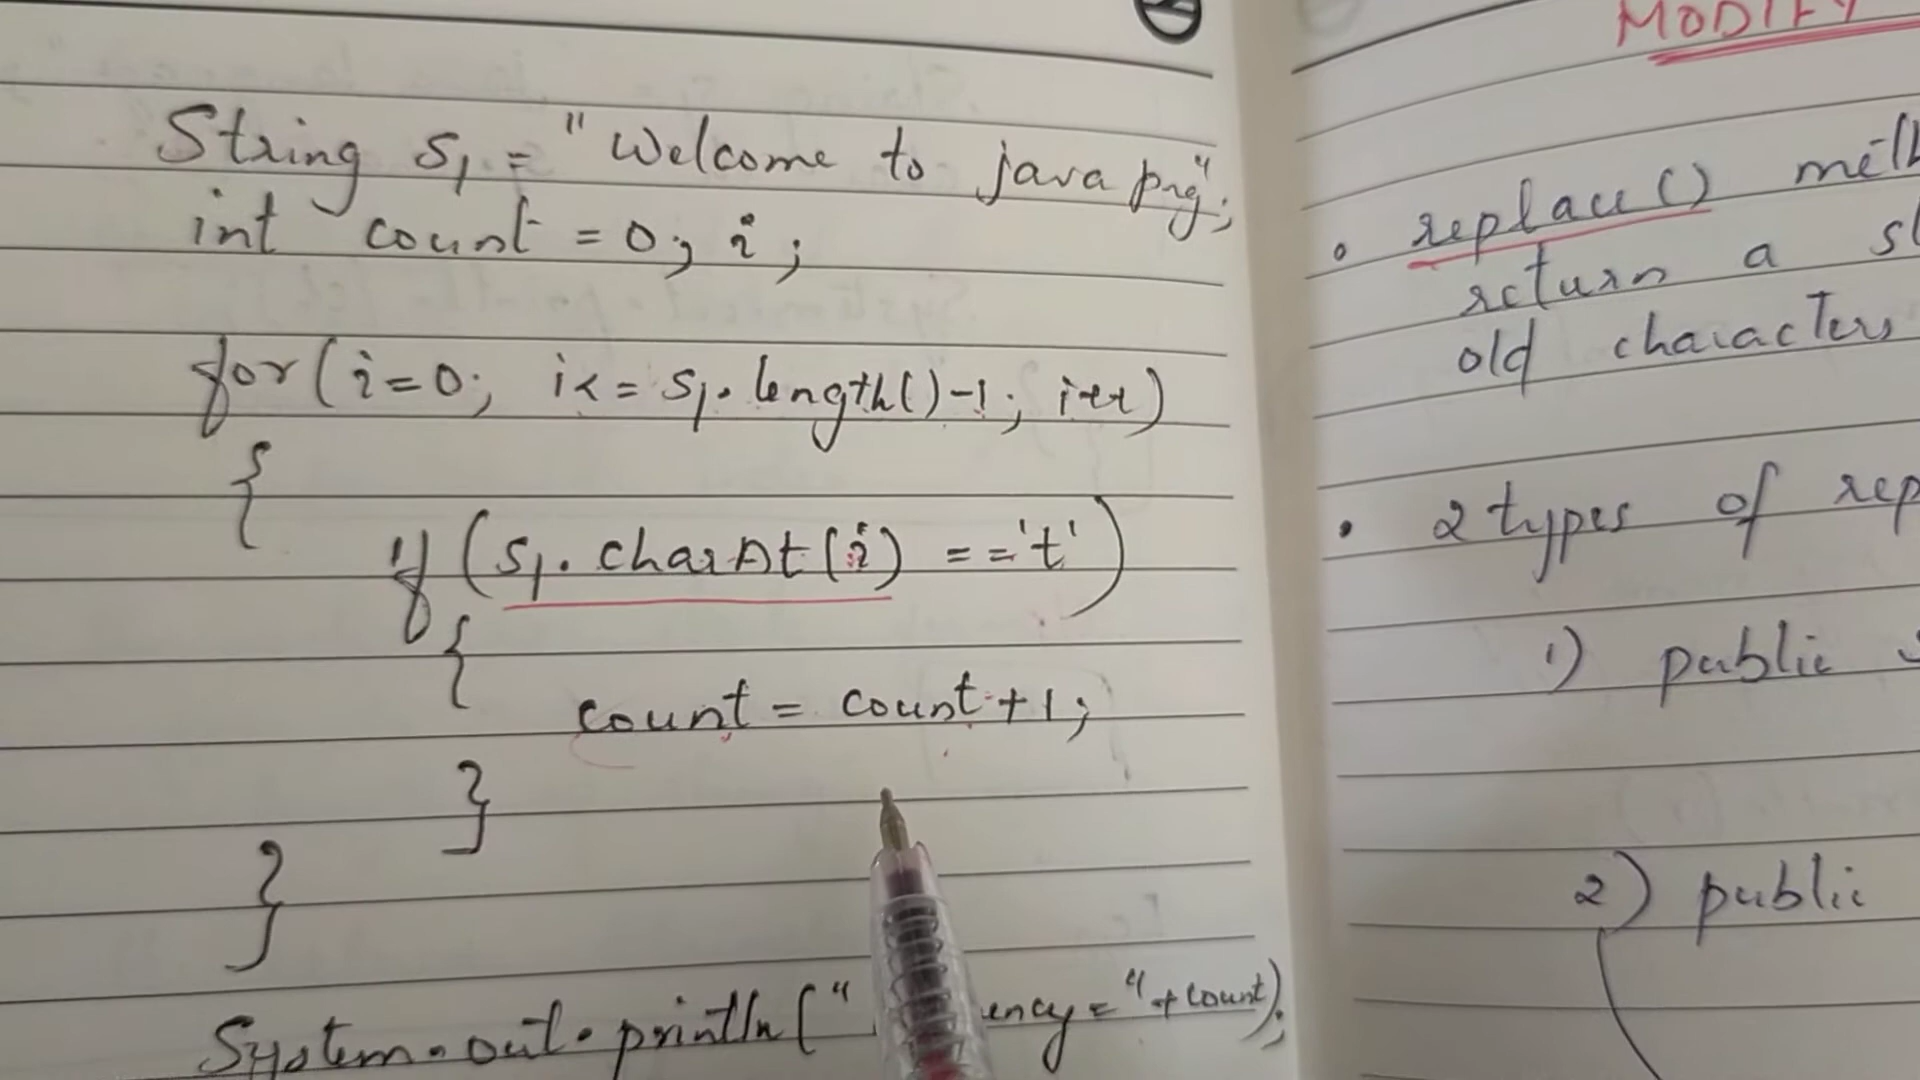 String s1 = "Welcome to java prg";
int count = 0; i;
for(i=0; i<= s1.length()-1; i++)
{
if (s1.charAt(i) =='t')
{
count = count+1;
}
}
System.out.println(" ency = "+count);
MODIFY
• replace()
return a
old characters
• 2 types of rep
1) public
2) public